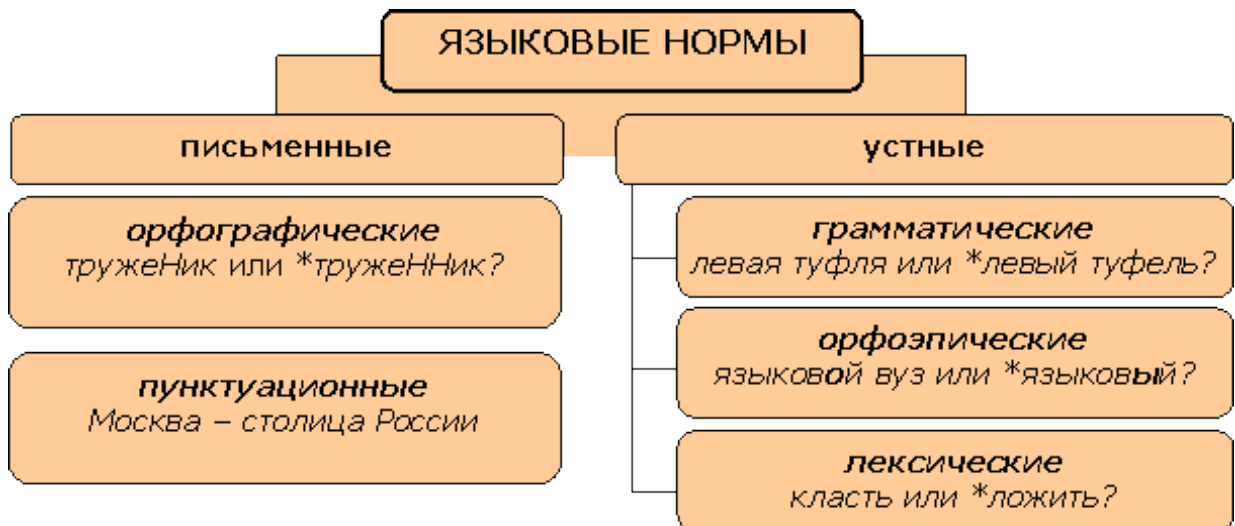 ЯЗЫКОВЫЕ НОРМЫ
письменные
орфографические
тружеНик или *тружеННик?
пунктуационные
Москва – столица России
устные
грамматические
левая туфля или *левый туфель?
орфоэпические
языковой вуз или *языковый?
лексические
класть или *ложить?